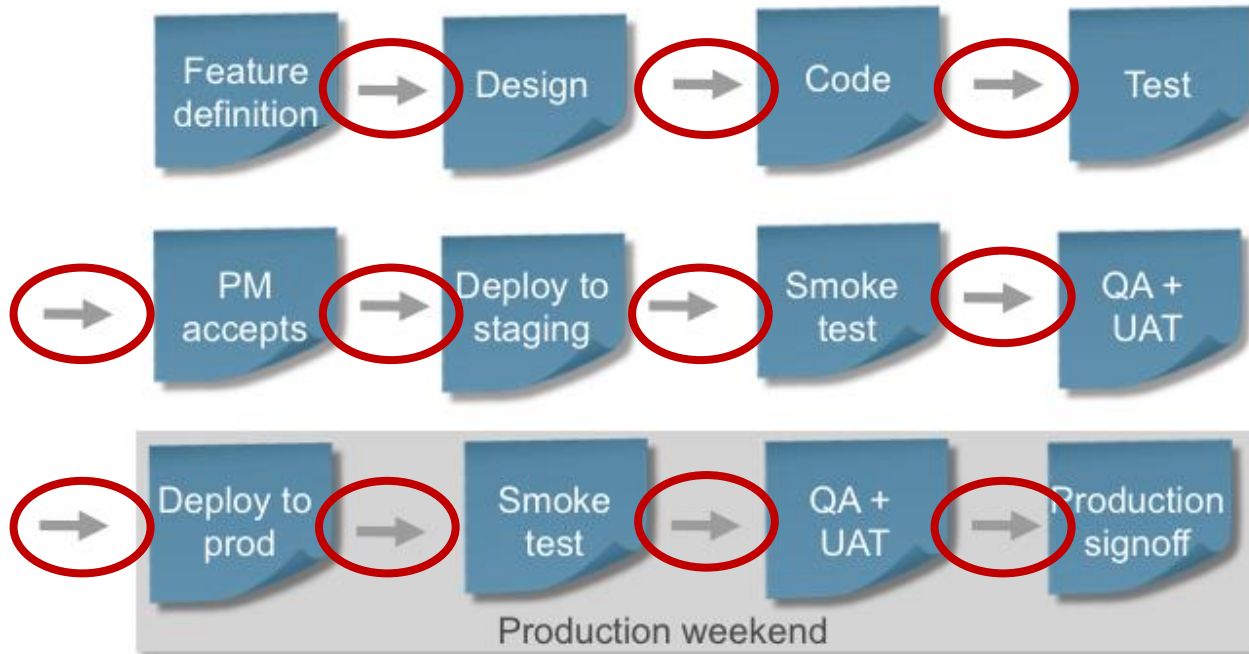 Feature
definition
Design
Code
Test
PM
accepts
Deploy to
staging
Smoke
test
QA +
UAT
Deploy to
prod
Smoke
test
QA +
UAT
Production
signoff
Production weekend